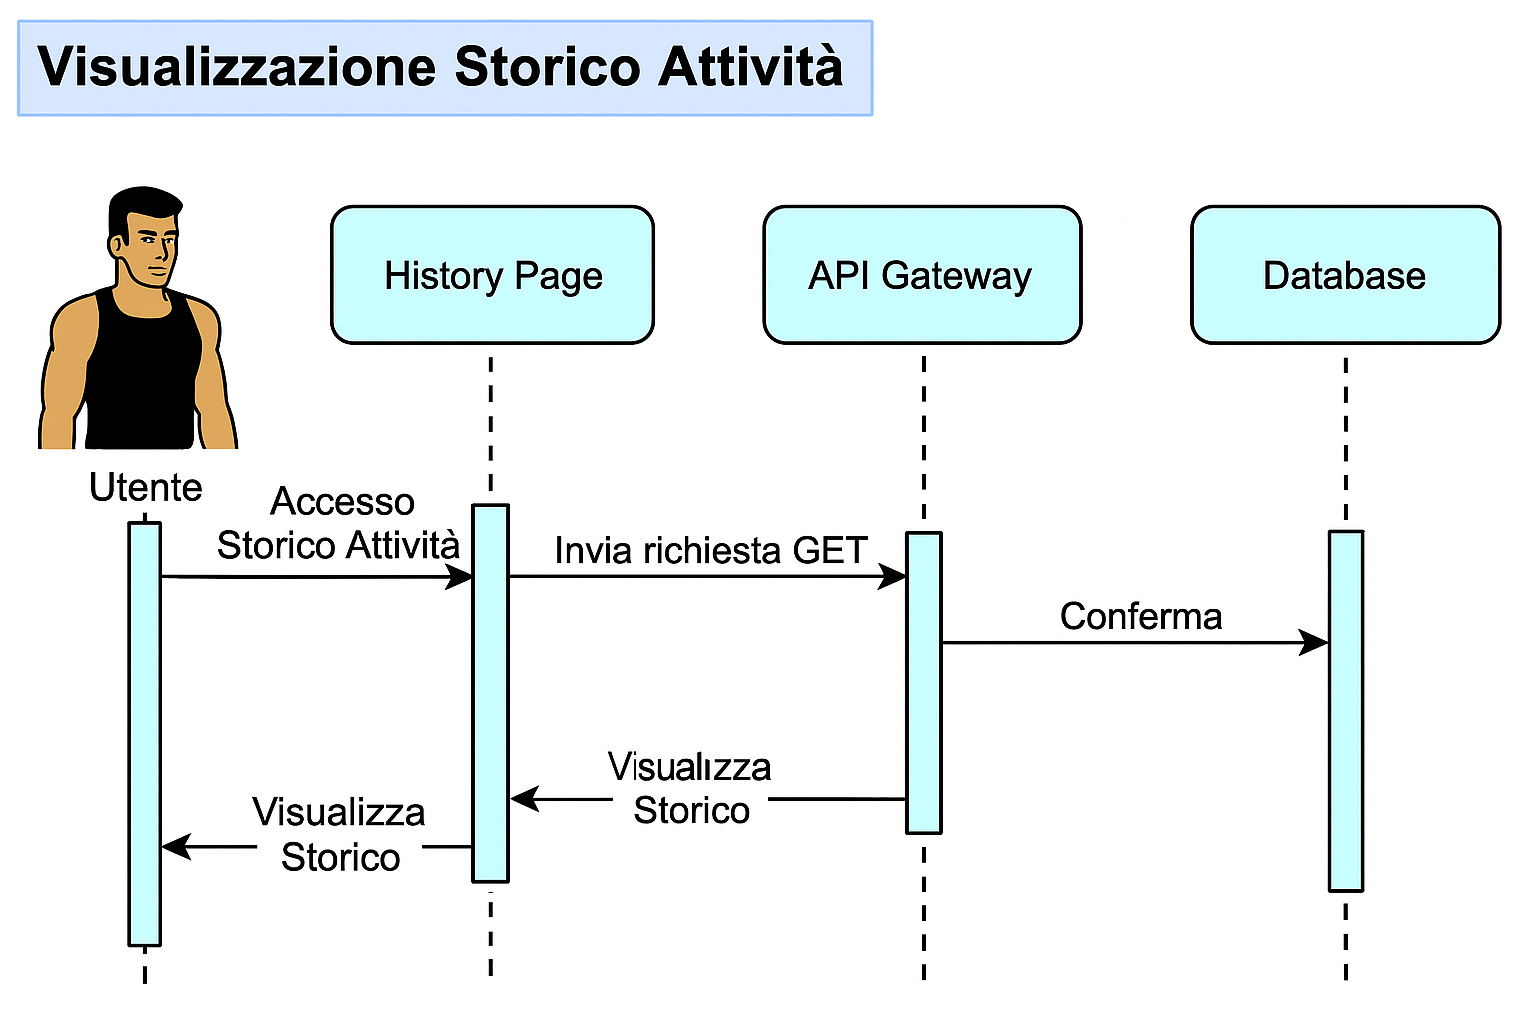 Visualizzazione Storico Attività
History Page
API Gateway
Database
Utente
Accesso
Storico Attività
Invia richiesta GET
Conferma
Visualizza
Storico
Visualizza
Storico